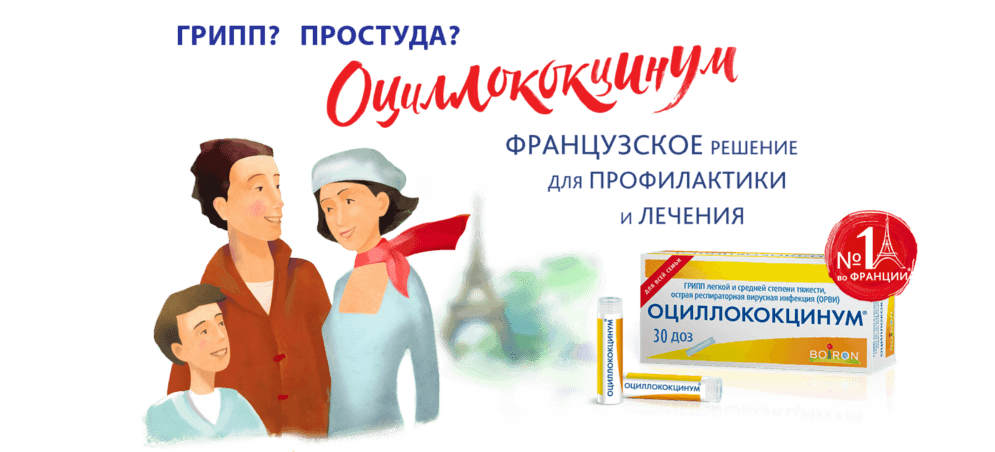 ГРИПП? ПРОСТУДА?
Оциллококцинум
ФРАНЦУЗСКОЕ РЕШЕНИЕ
для ПРОФИЛАКТИКИ
и ЛЕЧЕНИЯ
№1
во ФРАНЦИИ*
для всей семьи
ГРИПП легкой и средней степени тяжести,
острая респираторная вирусная инфекция (ОРВИ)
ОЦИЛЛОКОКЦИНУМ®
30 доз
BOIRON
ОЦИЛЛОКОКЦИНУМ®
ОЦИЛЛОКОКЦИНУМ